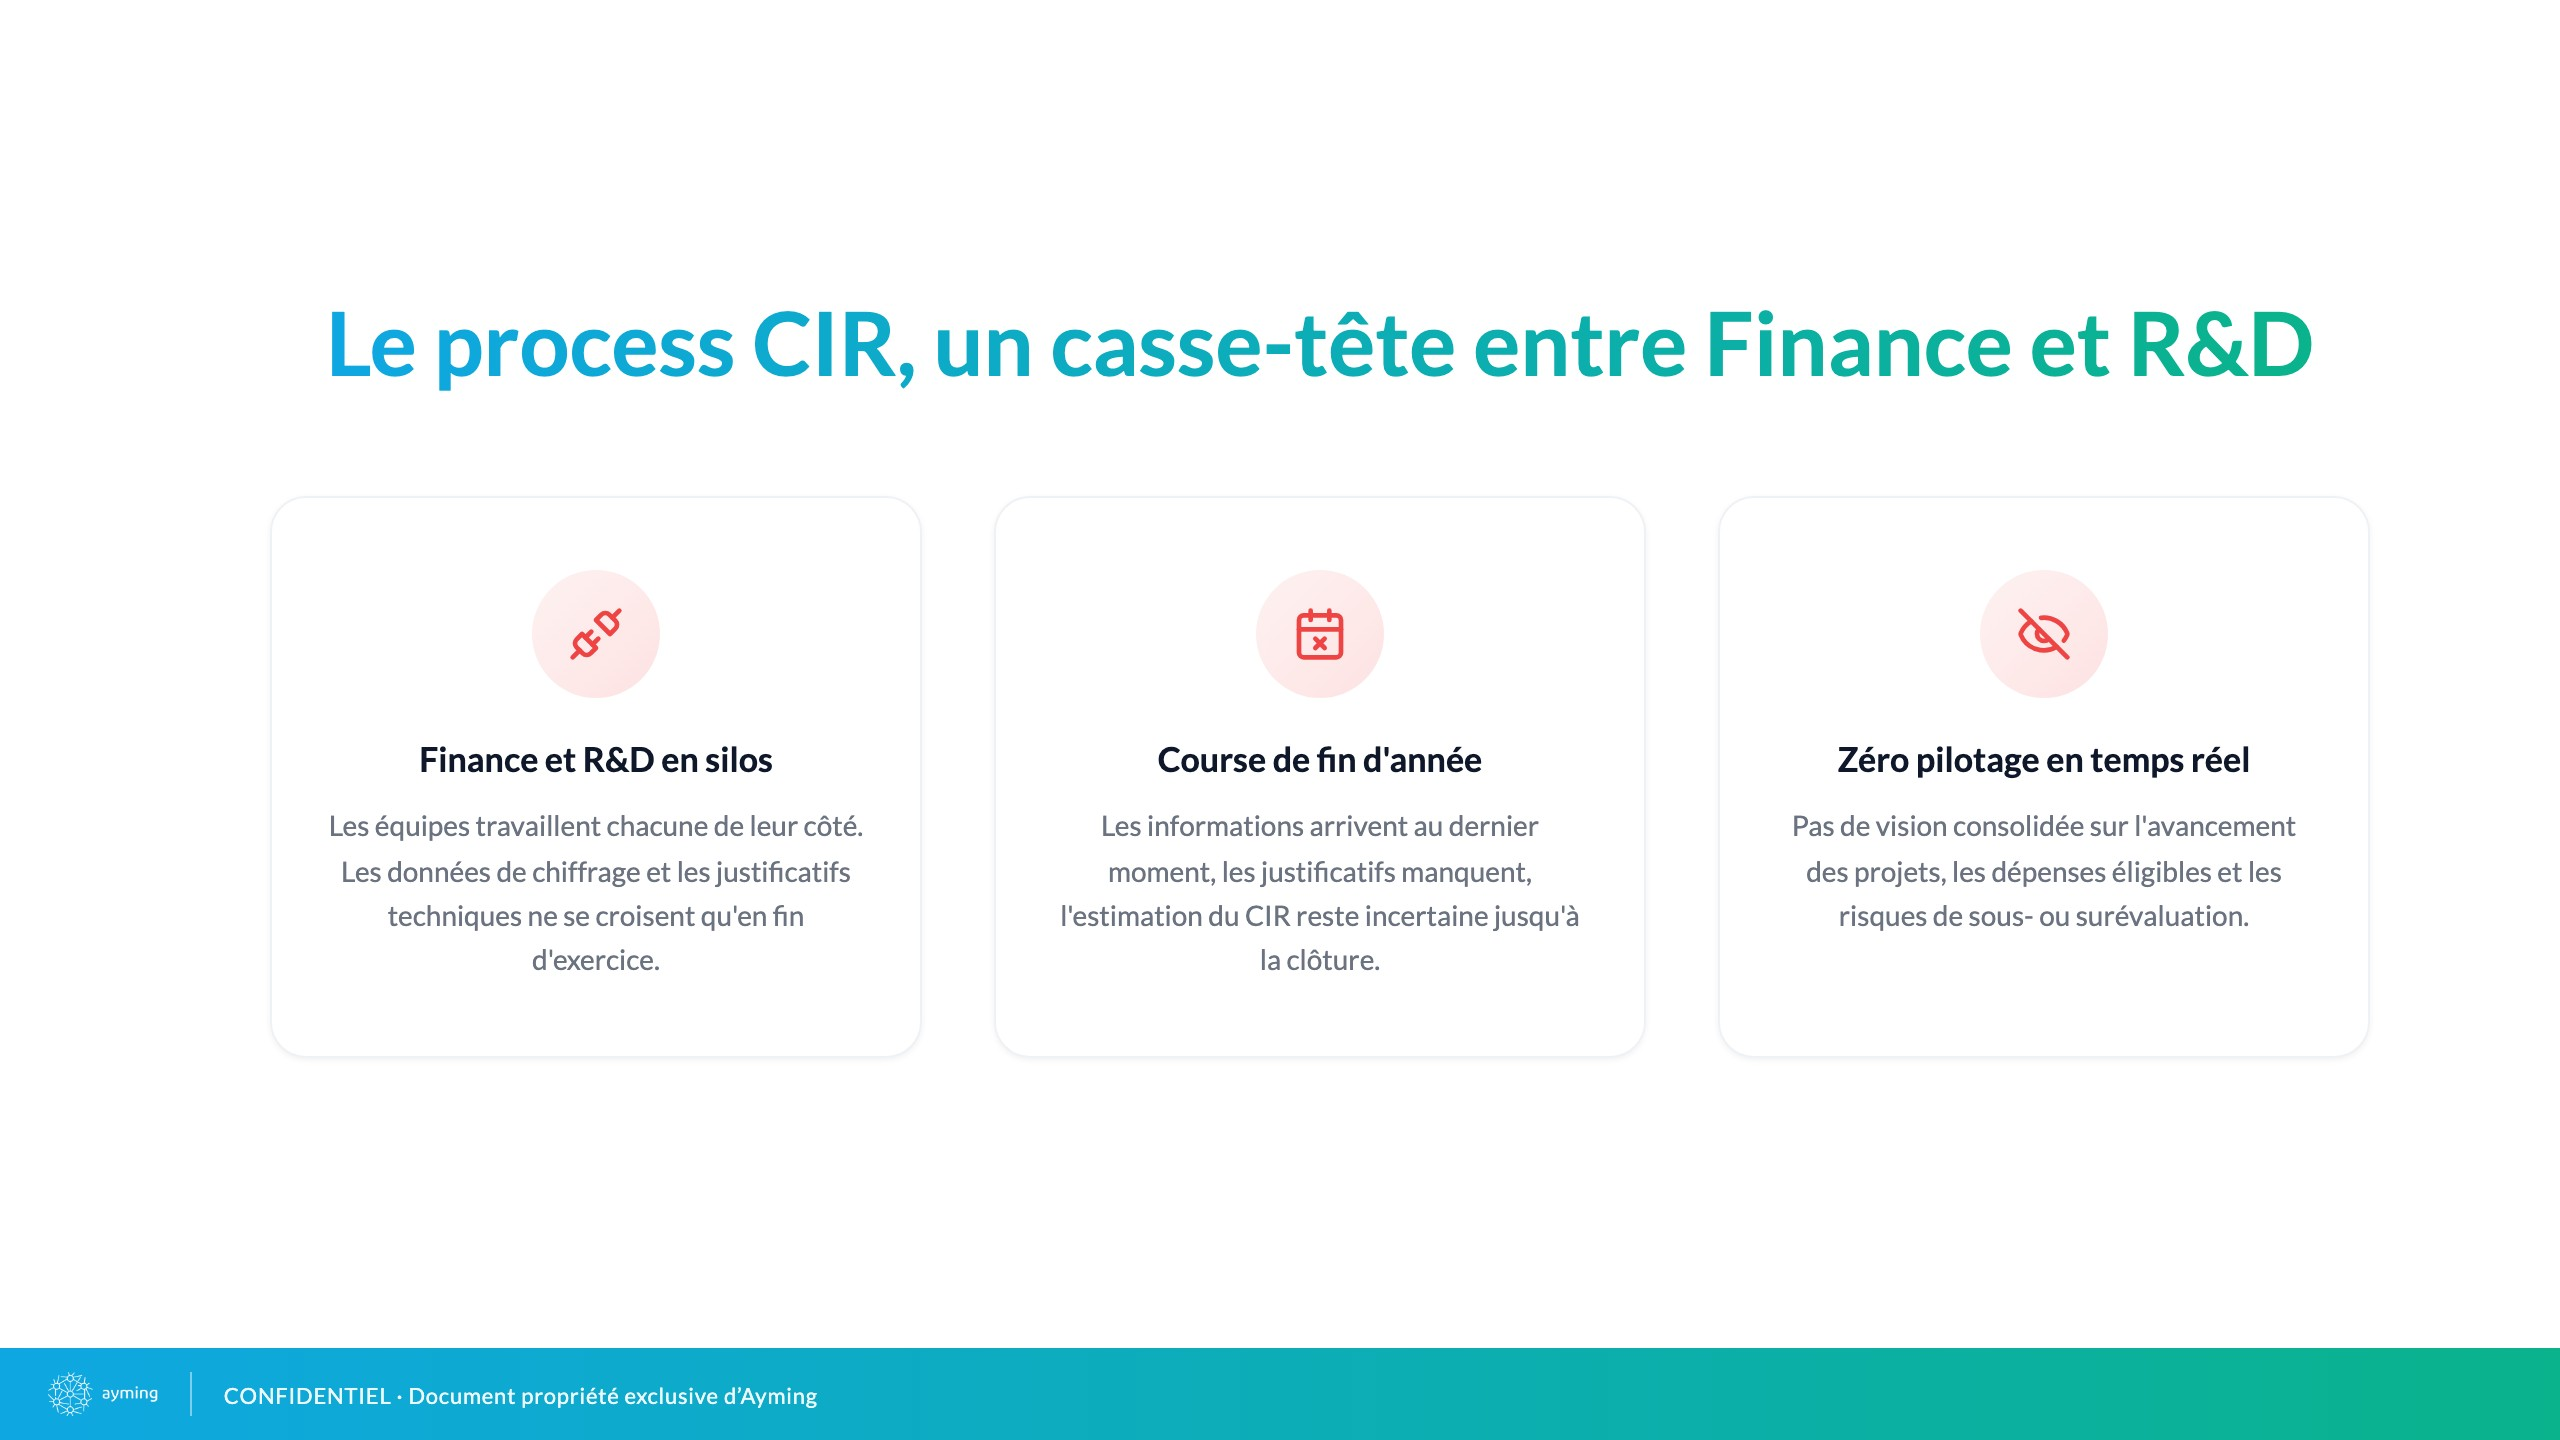 Le process CIR, un casse-tête entre Finance et R&D
Finance et R&D en silos
Les équipes travaillent chacune de leur côté.
Les données de chiffrage et les justificatifs
techniques ne se croisent qu'en fin
d'exercice.
Course de fin d'année
Les informations arrivent au dernier
moment, les justificatifs manquent,
l'estimation du CIR reste incertaine jusqu'à
la clôture.
Zéro pilotage en temps réel
Pas de vision consolidée sur l'avancement
des projets, les dépenses éligibles et les
risques de sous- ou surévaluation.
ayming
CONFIDENTIEL · Document propriété exclusive d’Ayming